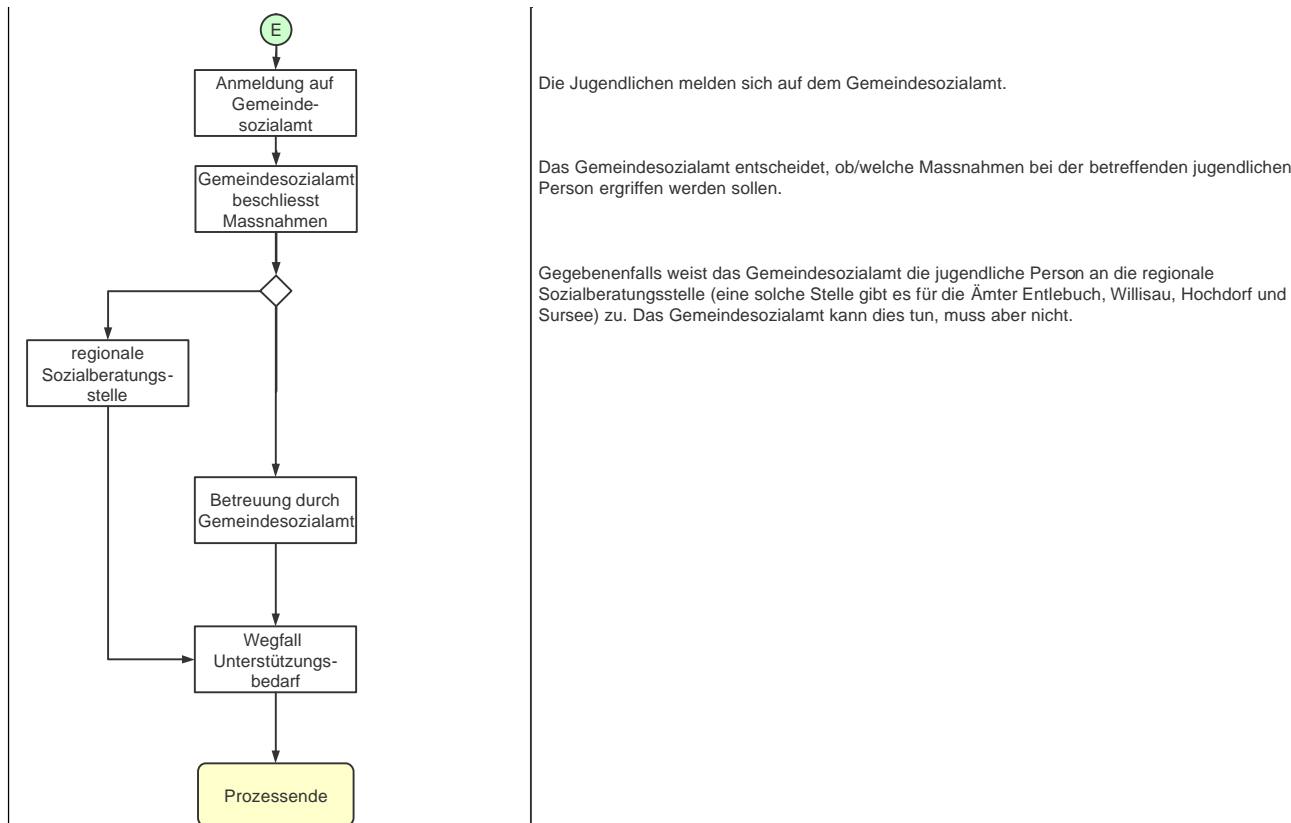 E
Anmeldung auf
Gemeinde-
sozialamt
Die Jugendlichen melden sich auf dem Gemeindesozialamt.
Gemeindesozialamt
beschliesst
Massnahmen
Das Gemeindesozialamt entscheidet, ob/welche Massnahmen bei der betreffenden jugendlichen
Person ergriffen werden sollen.
Gegebenenfalls weist das Gemeindesozialamt die jugendliche Person an die regionale
Sozialberatungsstelle (eine solche Stelle gibt es für die Ämter Entlebuch, Willisau, Hochdorf und
Sursee) zu. Das Gemeindesozialamt kann dies tun, muss aber nicht.
regionale
Sozialberatungs-
stelle
Betreuung durch
Gemeindesozialamt
Wegfall
Unterstützungs-
bedarf
Prozessende